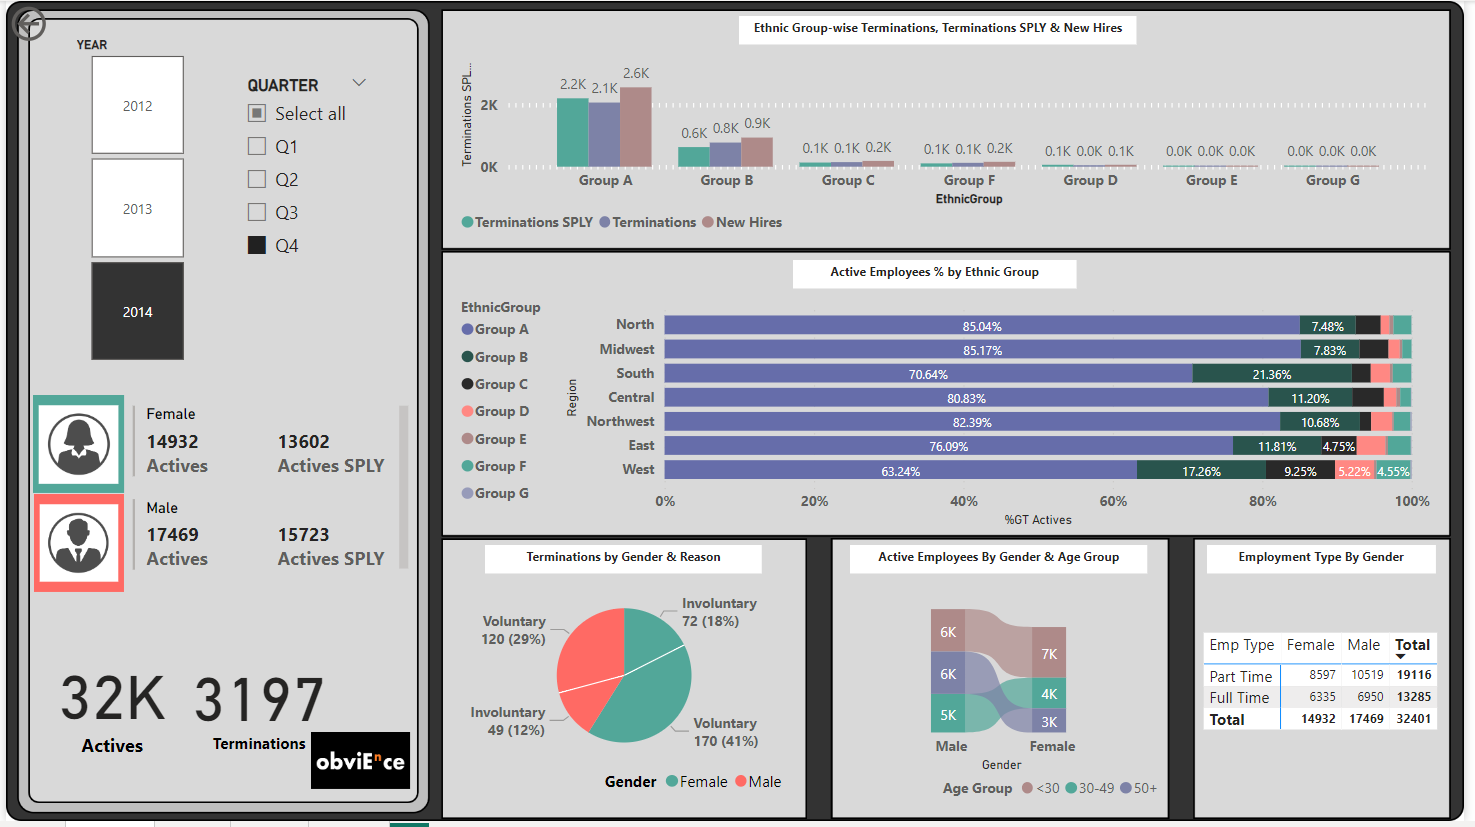 YEAR
2012
2013
2014
QUARTER
Select all
Q1
Q2
Q3
Q4
Female
14932 13602
Actives Actives SPLY
Male
17469 15723
Actives Actives SPLY
32K 3197
Actives Terminations
obviEnce
Ethnic Group-wise Terminations, Terminations SPLY & New Hires
Terminations SPL...
2K
0K
2.2K 2.1K 2.6K
0.6K 0.8K 0.9K
0.1K 0.1K 0.2K
0.1K 0.1K 0.2K
0.1K 0.0K 0.1K
0.0K 0.0K 0.0K
0.0K 0.0K 0.0K
Group A Group B Group C Group F Group D Group E Group G
EthnicGroup
Terminations SPLY Terminations New Hires
Active Employees % by Ethnic Group
EthnicGroup
Group A
Group B
Group C
Group D
Group E
Group F
Group G
Region
North 85.04% 7.48%
Midwest 85.17% 7.83%
South 70.64% 21.36%
Central 80.83% 11.20%
Northwest 82.39% 10.68%
East 76.09% 11.81% 4.75%
West 63.24% 17.26% 9.25% 5.22% 4.55%
0% 20% 40% 60% 80% 100%
%GT Actives
Terminations by Gender & Reason
Involuntary
72 (18%)
Voluntary
120 (29%)
Involuntary
49 (12%)
Voluntary
170 (41%)
Gender Female Male
Active Employees By Gender & Age Group
6K
6K
5K
7K
4K
3K
Male Female
Gender
Age Group <30 30-49 50+
Employment Type By Gender
Emp Type Female Male Total
Part Time 8597 10519 19116
Full Time 6335 6950 13285
Total 14932 17469 32401